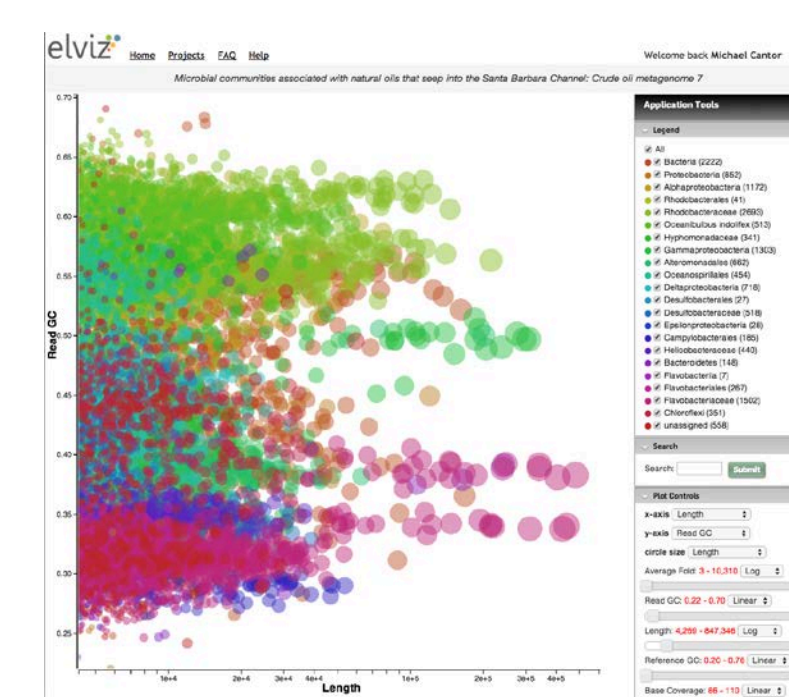 elviz
Home Projects FAQ Help
Welcome back Michael Cantor
Microbial communities associated with natural oils that seep into the Santa Barbara Channel: Crude oil metagenome 7
0.70
0.65
0.60
0.55
0.50
0.45
0.40
0.35
0.30
0.25
Read GC
1e+4
2e+4
3e+4
4e+4
1e+5
2e+5
3e+5
4e+5
Length
Application Tools
Legend
All
Bacteria (2222)
Proteobacteria (852)
Alphaproteobacteria (1172)
Rhodobacterales (41)
Rhodobacteraceae (2693)
Oceanibulbus indolifex (513)
Hyphomonadaceae (341)
Gammaproteobacteria (1303)
Alteromonadales (662)
Oceanospirillales (454)
Deltaproteobacteria (718)
Desulfobacterales (27)
Desulfobacteraceae (518)
Epsilonproteobacteria (28)
Campylobacterales (185)
Helicobacteraceae (440)
Bacteroidetes (148)
Flavobacteriia (7)
Flavobacteriales (267)
Flavobacteriaceae (1502)
Chloroflexi (351)
unassigned (558)
Search
Search: Submit
Plot Controls
x-axis Length
y-axis Read GC
circle size Length
Average Fold: 3 - 10,310 Log
Read GC: 0.22 - 0.70 Linear
Length: 4,269 - 847,346 Log
Reference GC: 0.20 - 0.76 Linear
Base Coverage: 66 - 110 Linear